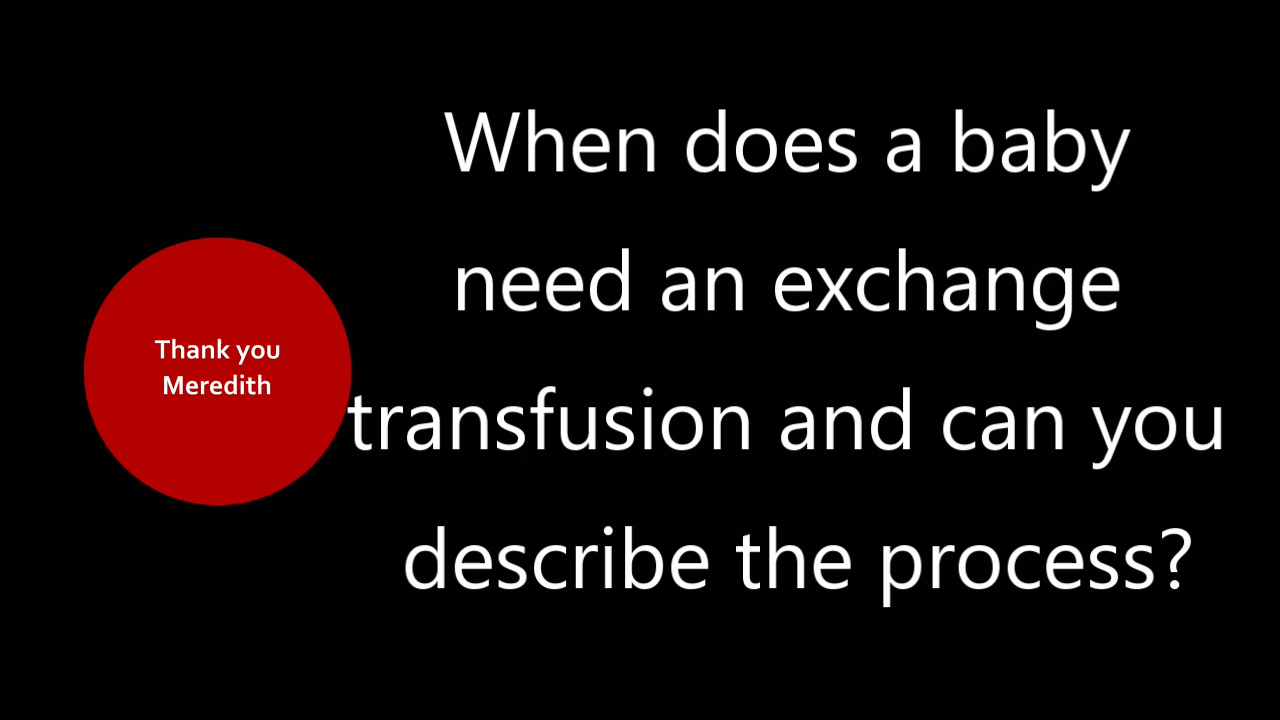 Thank you
Meredith
When does a baby
need an exchange
transfusion and can you
describe the process?